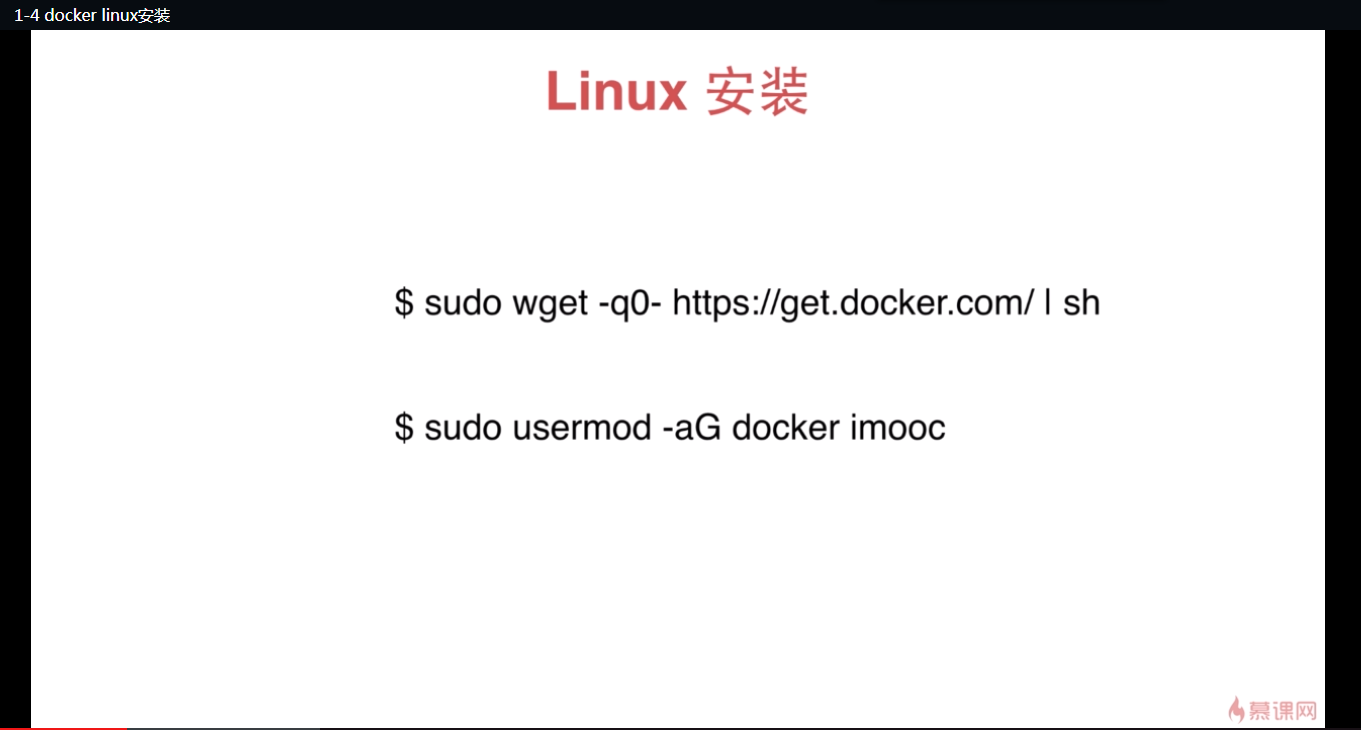 1-4 docker linux安装
Linux 安装
$ sudo wget -q0- https://get.docker.com/ | sh
$ sudo usermod -aG docker imooc
慕课网